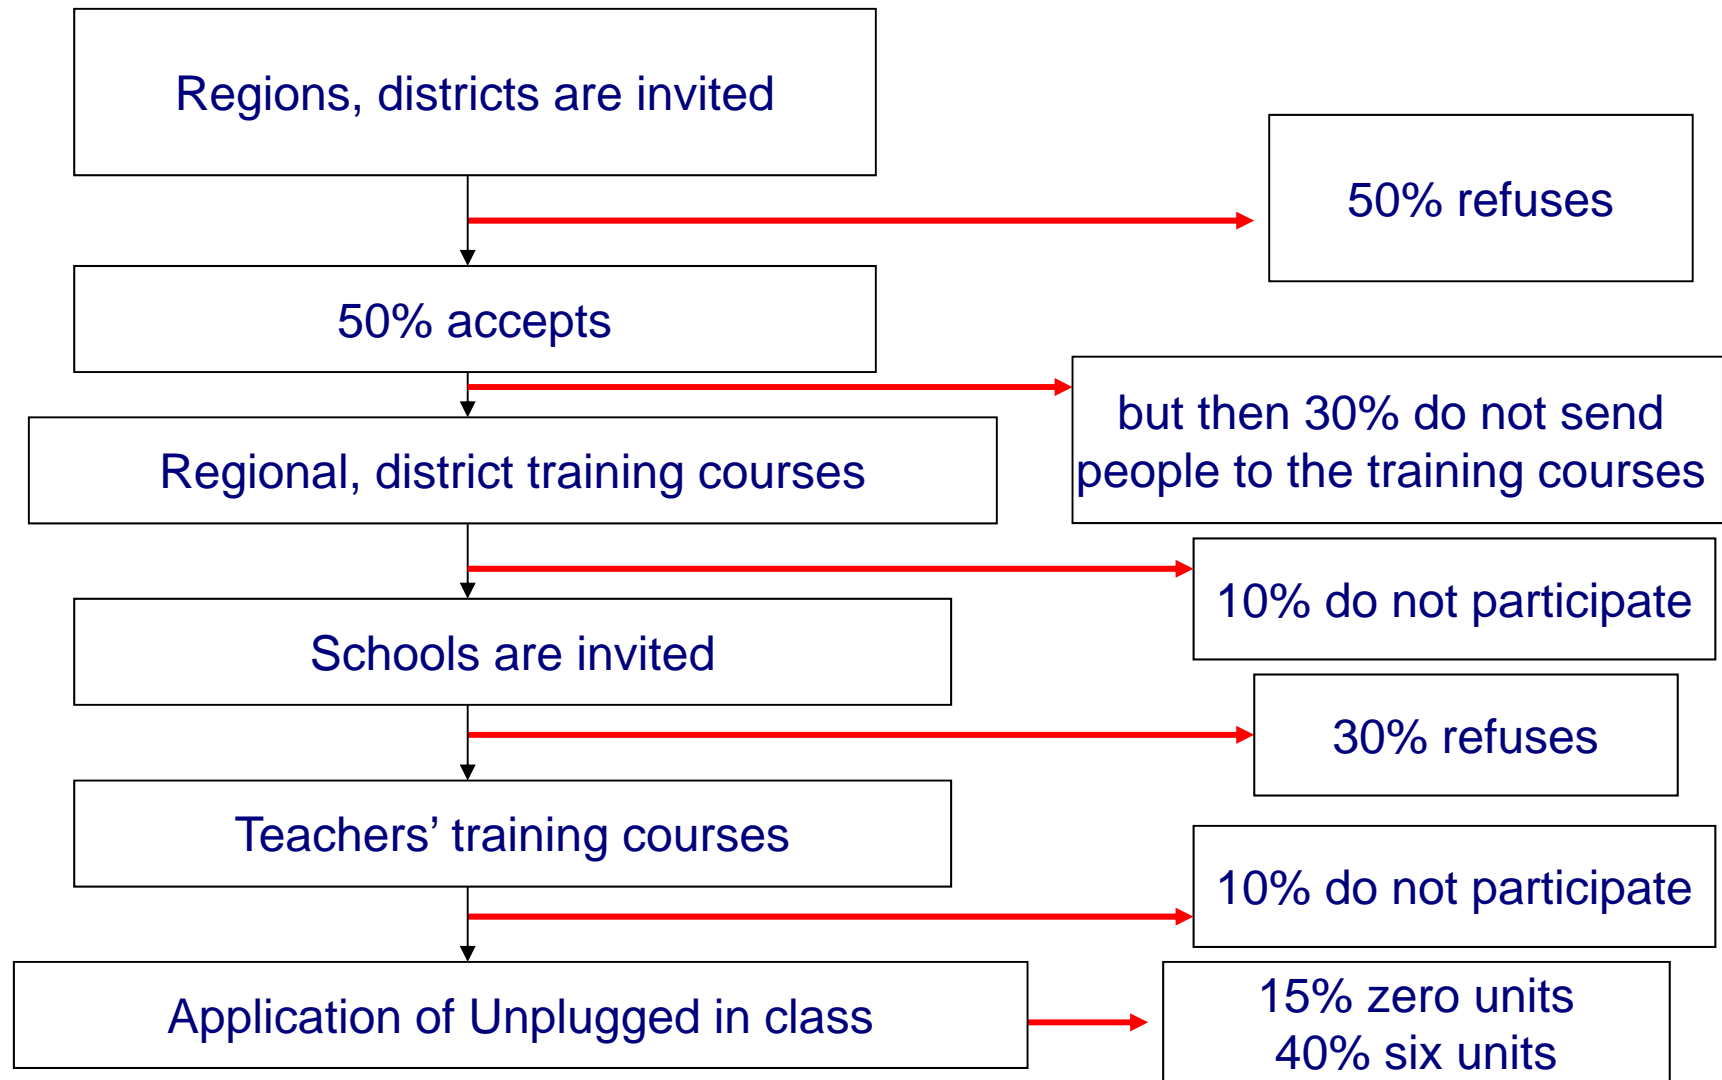 Regions, districts are invited
50% refuses
50% accepts
but then 30% do not send
people to the training courses
Regional, district training courses
10% do not participate
Schools are invited
30% refuses
Teachers’ training courses
10% do not participate
Application of Unplugged in class
15% zero units
40% six units